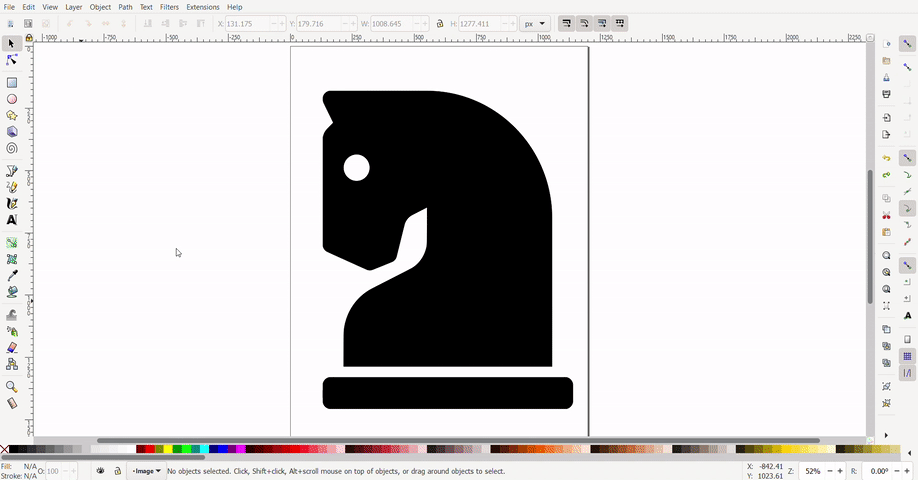 File Edit View Layer Object Path Text Filters Extensions Help
X: 131.175 Y: 179.716 W: 1008.645 H: 1277.411 px
-1000 -750 -500 -250 0 250 500 750 1000 1250 1500 1750 2000 2250
Fill: N/A O: 100 Image No objects selected. Click, Shift+click, Alt+scroll mouse on top of objects, or drag around objects to select. X: -842.41 Z: 52% R: 0.00°
Stroke: N/A Y: 1023.61